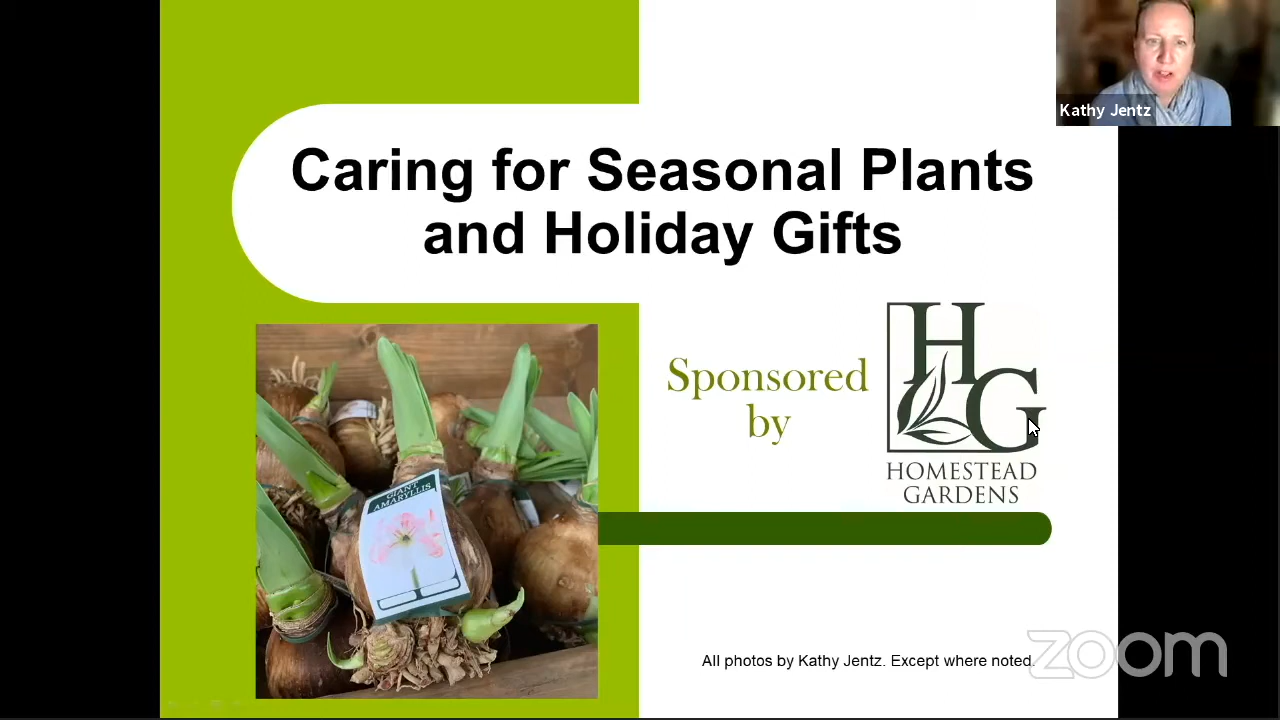 Kathy Jentz
Caring for Seasonal Plants
and Holiday Gifts
Sponsored
by
HG
HOMESTEAD
GARDENS
GIANT
AMARYLLIS
All photos by Kathy Jentz. Except where noted.
zoom